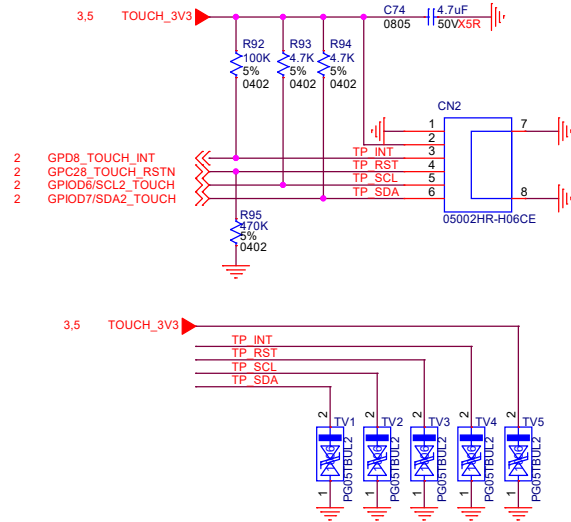 3,5 TOUCH_3V3
C74 4.7uF
0805 50V X5R
R92 R93 R94
100K 4.7K 4.7K
5% 5% 5%
0402 0402 0402
CN2
1 7
2
2 GPD8_TOUCH_INT TP_INT 3
2 GPC28_TOUCH_RSTN TP_RST 4
2 GPIOD6/SCL2_TOUCH TP_SCL 5
2 GPIOD7/SDA2_TOUCH TP_SDA 6 8
05002HR-H06CE
R95
470K
5%
0402
3,5 TOUCH_3V3
TP_INT
TP_RST
TP_SCL
TP_SDA
2 2 2 2 2
TV1 TV2 TV3 TV4 TV5
PG05TBUL2 PG05TBUL2 PG05TBUL2 PG05TBUL2 PG05TBUL2
1 1 1 1 1